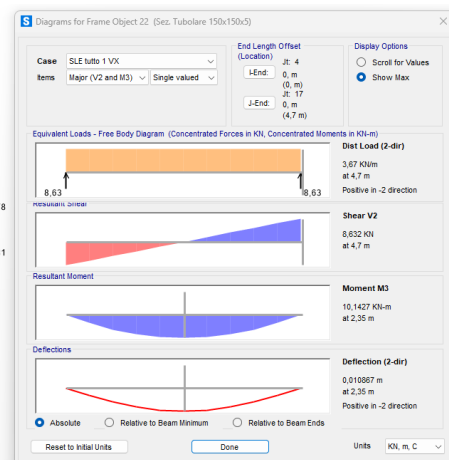 S Diagrams for Frame Object 22 (Sez. Tubolare 150x150x5)
Case SLE tutto 1 VX
Items Major (V2 and M3) Single valued
End Length Offset
(Location)
Jt: 4
I-End: 0, m
(0, m)
Jt: 17
J-End: 0, m
(4,7 m)
Display Options
Scroll for Values
Show Max
Equivalent Loads - Free Body Diagram (Concentrated Forces in KN, Concentrated Moments in KN-m)
8,63
8,63
Dist Load (2-dir)
3,67 KN/m
at 4,7 m
Positive in -2 direction
Resultant Shear
Shear V2
8,632 KN
at 4,7 m
Resultant Moment
Moment M3
10,1427 KN-m
at 2,35 m
Deflections
Deflection (2-dir)
0,010867 m
at 2,35 m
Positive in -2 direction
Absolute Relative to Beam Minimum Relative to Beam Ends
Reset to Initial Units Done Units KN, m, C
8
1